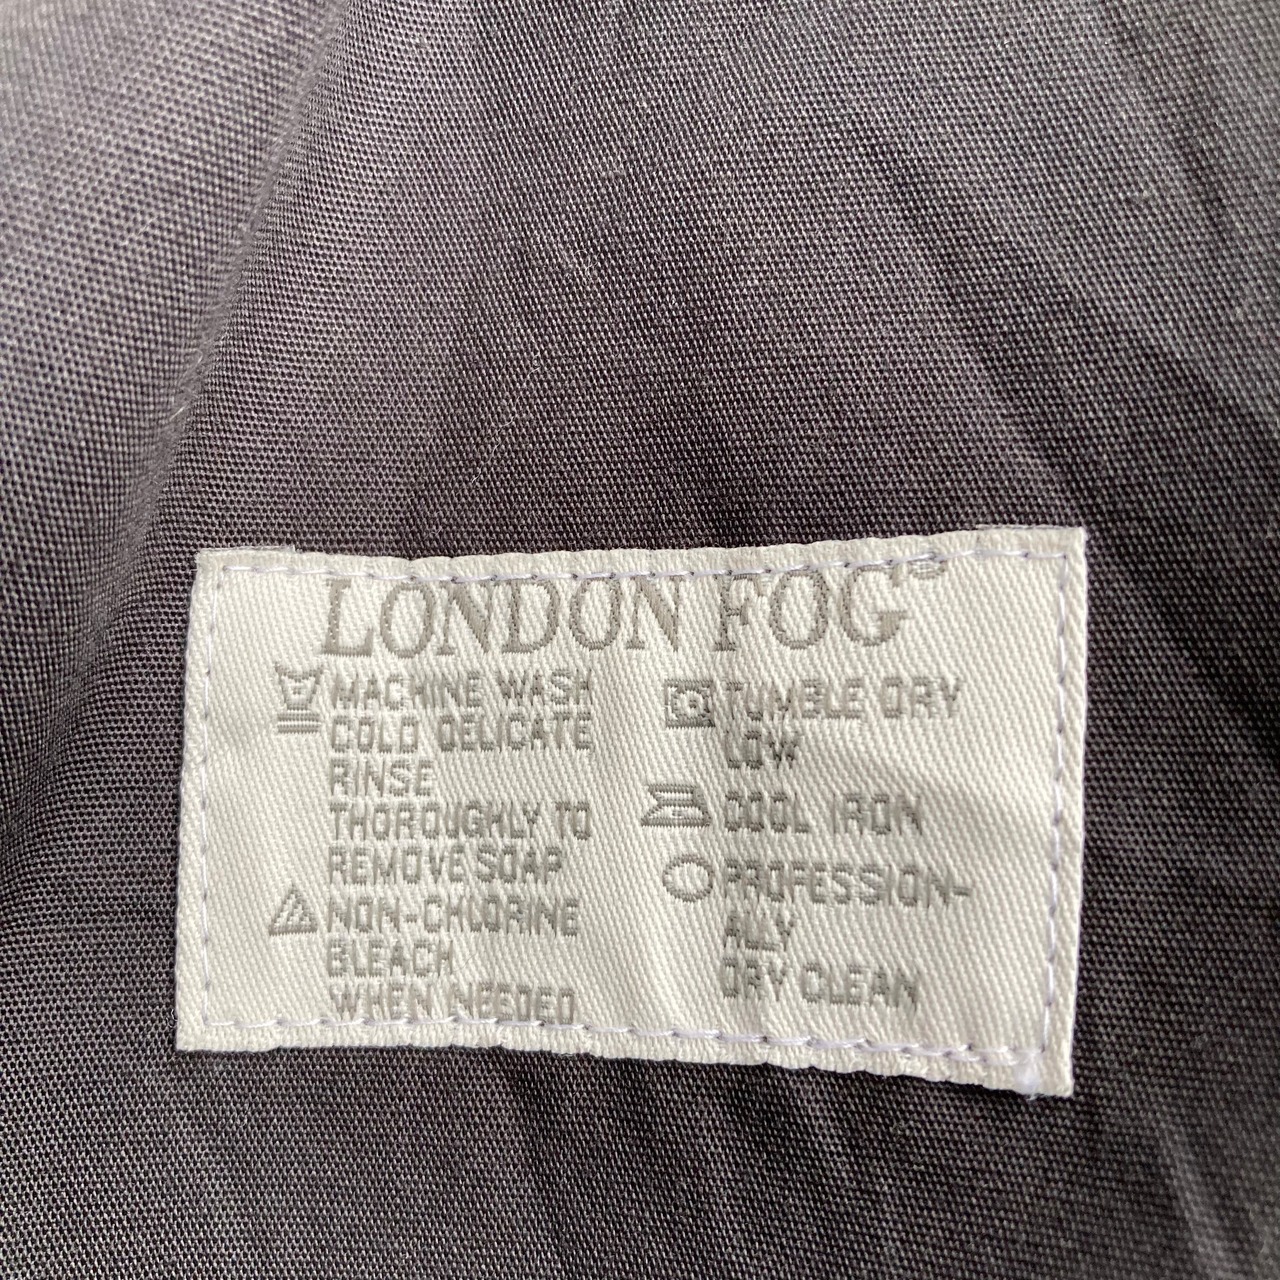 LONDON FOG®
MACHINE WASH
COLD DELICATE
RINSE
THOROUGHLY TO
REMOVE SOAP
NON-CHLORINE
BLEACH
WHEN NEEDED
TUMBLE DRY
LOW
COOL IRON
PROFESSION-
ALLY
DRY CLEAN